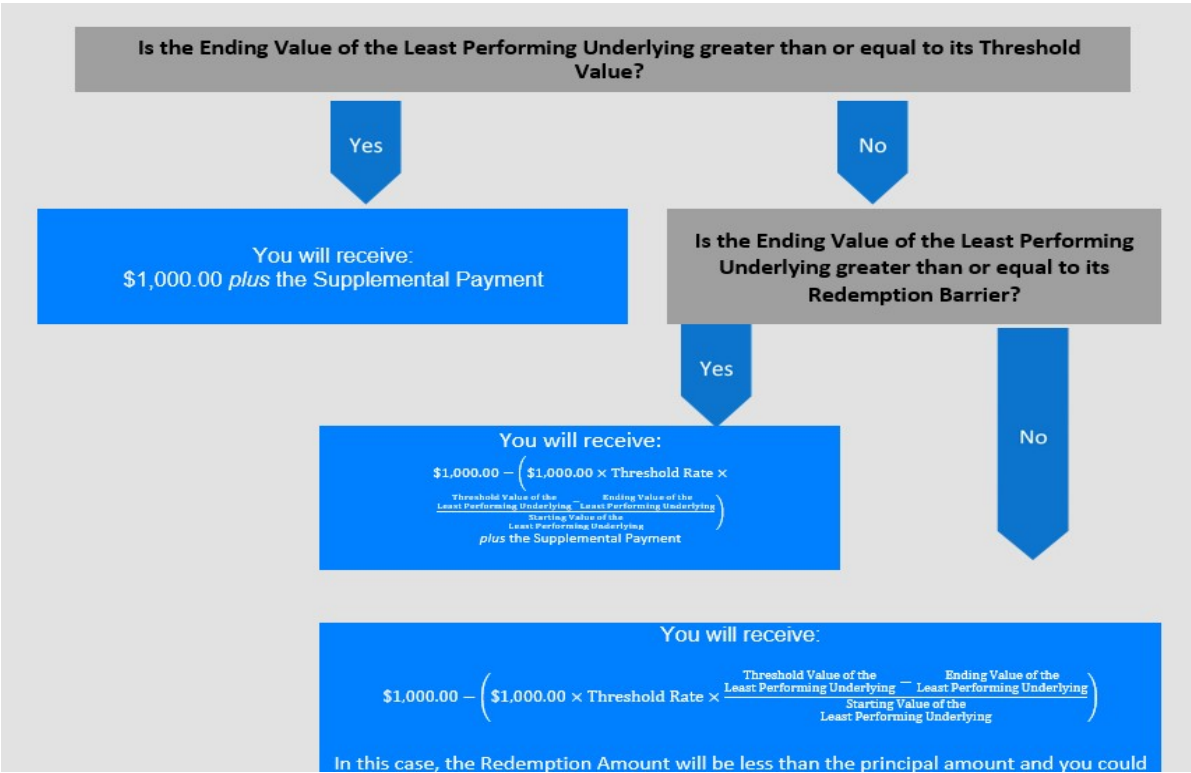 Is the Ending Value of the Least Performing Underlying greater than or equal to its Threshold
Value?
Yes
No
You will receive:
$1,000.00 plus the Supplemental Payment
Is the Ending Value of the Least Performing
Underlying greater than or equal to its
Redemption Barrier?
Yes
No
You will receive:
$1,000.00 − ($1,000.00 × Threshold Rate ×
Threshold Value of the Ending Value of the
Least Performing Underlying − Least Performing Underlying
Starting Value of the
Least Performing Underlying)
plus the Supplemental Payment
You will receive:
Threshold Value of the Ending Value of the
$1,000.00 − ($1,000.00 × Threshold Rate × Least Performing Underlying − Least Performing Underlying)
Starting Value of the
Least Performing Underlying
In this case, the Redemption Amount will be less than the principal amount and you could